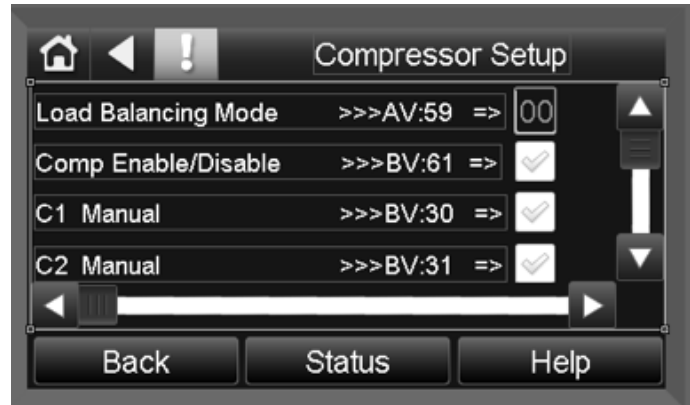 Compressor Setup
Load Balancing Mode >>>AV:59 => 00
Comp Enable/Disable >>>BV:61 =>
C1 Manual >>>BV:30 =>
C2 Manual >>>BV:31 =>
Back Status Help